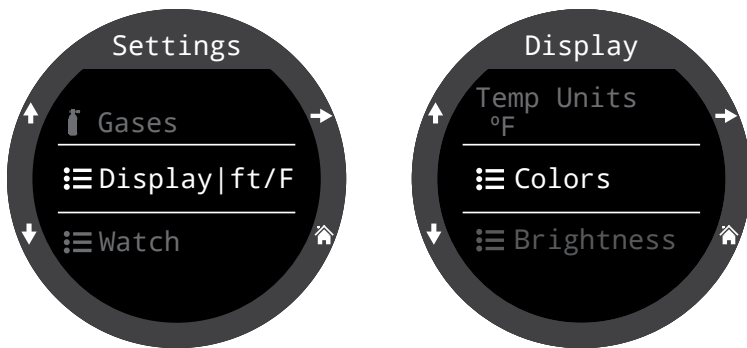 Settings
Gases
Display|ft/F
Watch
Display
Temp Units
ºF
Colors
Brightness